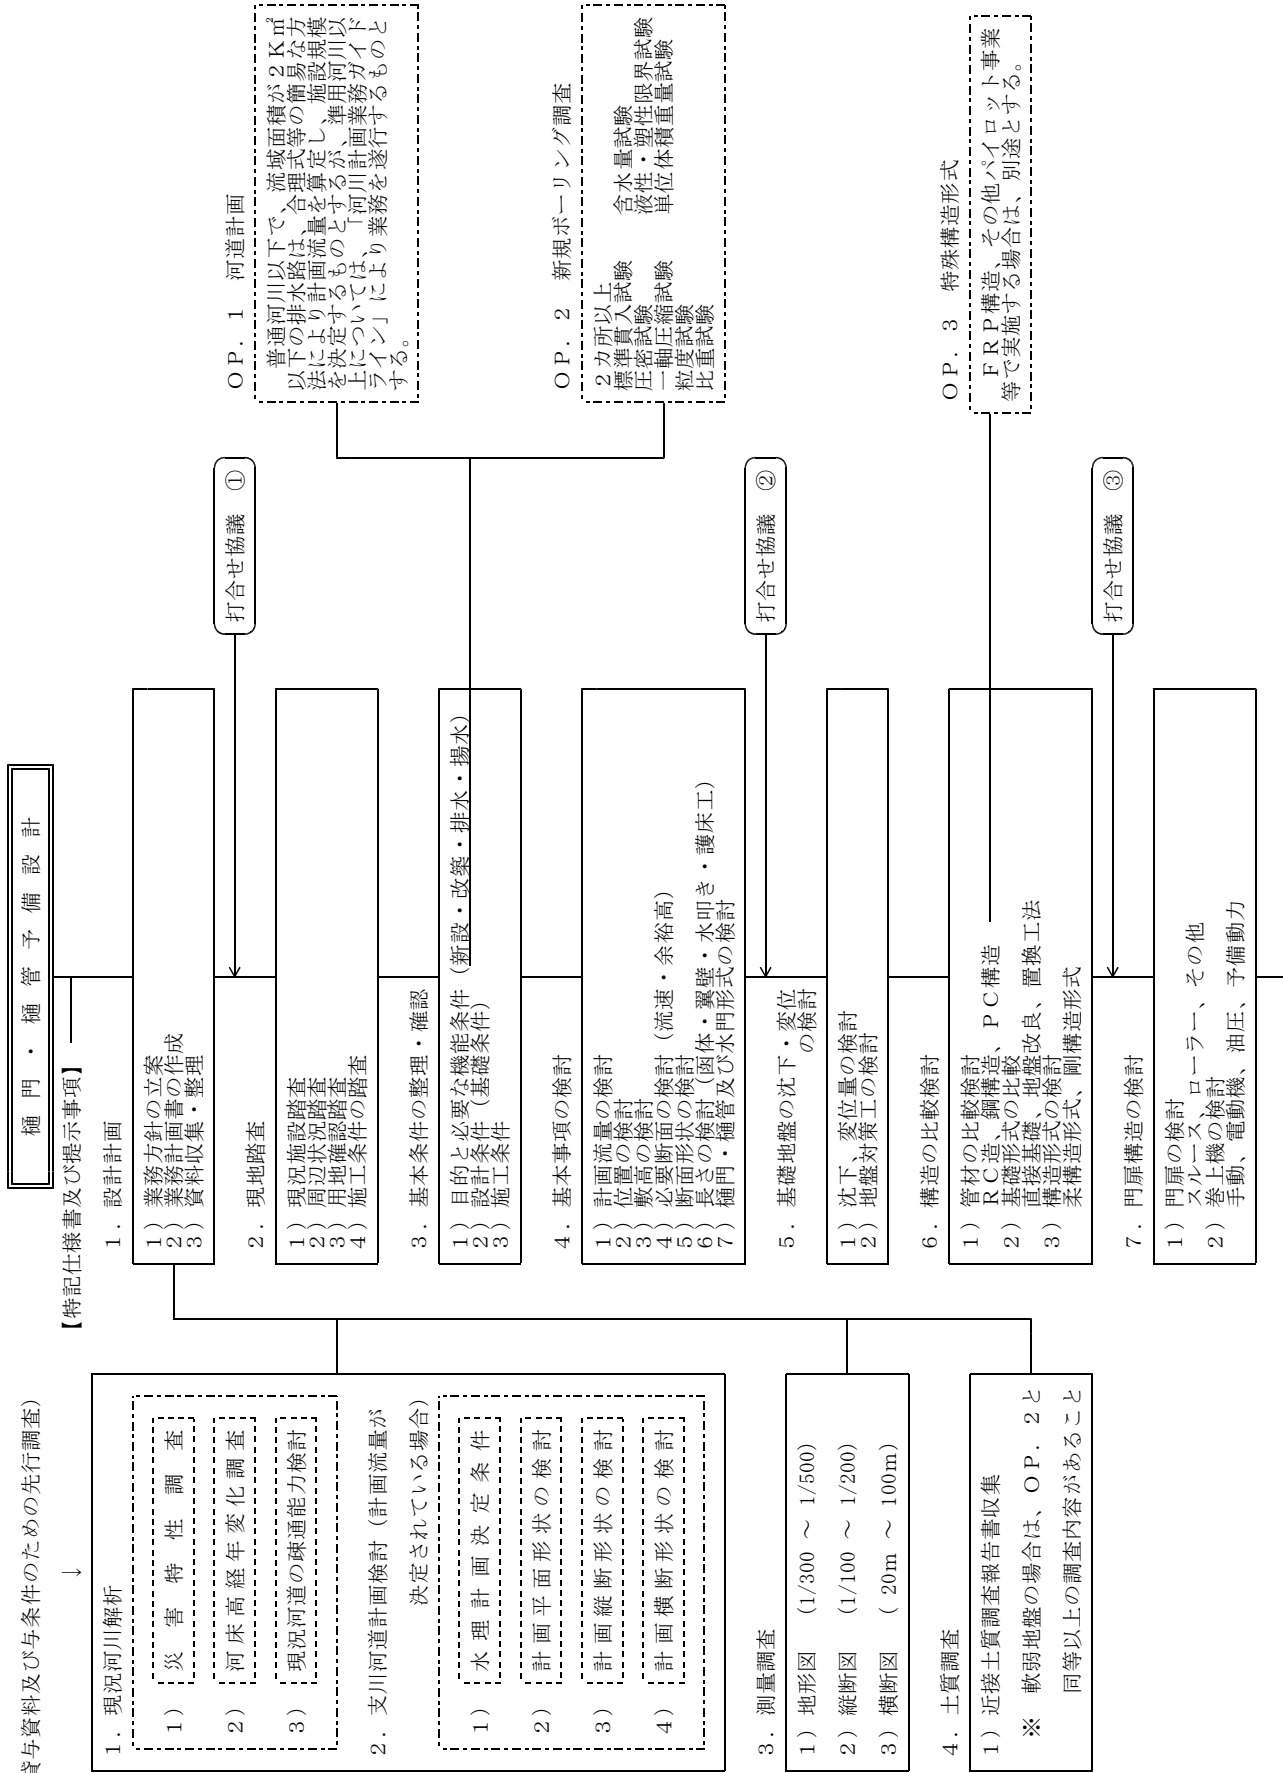 樋門・樋管予備設計
【特記仕様書及び提示事項】
貸与資料及び与条件のための先行調査)
↓
1．現況河川解析
1） 災害特性調査
2） 河床高経年変化調査
3） 現況河道の疎通能力検討
2．支川河道計画検討（計画流量が
決定されている場合）
1） 水理計画決定条件
2） 計画平面形状の検討
3） 計画縦断形状の検討
4） 計画横断形状の検討
3．測量調査
1）地形図 (1/300 ～ 1/500)
2）縦断図 (1/100 ～ 1/200)
3）横断図 ( 20m ～ 100m)
4．土質調査
1）近接土質調査報告書収集
※ 軟弱地盤の場合は、ＯＰ．２と
同等以上の調査内容があること
1．設計計画
1）業務方針の立案
2）業務計画書の作成
3）資料収集・整理
打合せ協議 ①
2．現地踏査
1）現況施設踏査
2）周辺状況踏査
3）用地確認踏査
4）施工条件の踏査
3．基本条件の整理・確認
1）目的と必要な機能条件（新設・改築・排水・揚水）
2）設計条件（基礎条件）
3）施工条件
4．基本事項の検討
1）計画流量の検討
2）位置の検討
3）敷高の検討
4）必要断面の検討（流速・余裕高）
5）断面形状の検討
6）長さの検討（函体・翼壁・水叩き・護床工）
7）樋門・樋管及び水門形式の検討
打合せ協議 ②
5．基礎地盤の沈下・変位
の検討
1）沈下、変位量の検討
2）地盤対策工の検討
6．構造の比較検討
1）管材の比較検討
ＲＣ造、鋼構造、ＰＣ構造
2）基礎形式の比較
直接基礎、地盤改良、置換工法
3）構造形式の検討
柔構造形式、剛構造形式
打合せ協議 ③
7．門扉構造の検討
1）門扉の検討
スルース、ローラー、その他
2）巻上機の検討
手動、電動機、油圧、予備動力
ＯＰ．１ 河道計画
普通河川以下で、流域面積が２Ｋ㎡
以下の排水路は、合理式等の簡易な方
法により計画流量を算定し、施設規模
を決定するものとするが、準用河川以
上については、「河川計画業務ガイド
ライン」により業務を遂行するものと
する。
ＯＰ．２ 新規ボーリング調査
２カ所以上
標準貫入試験 含水量試験
圧密試験 液性・塑性限界試験
一軸圧縮試験 単位体積重量試験
粒度試験
比重試験
ＯＰ．３ 特殊構造形式
ＦＲＰ構造、その他パイロット事業
等で実施する場合は、別途とする。